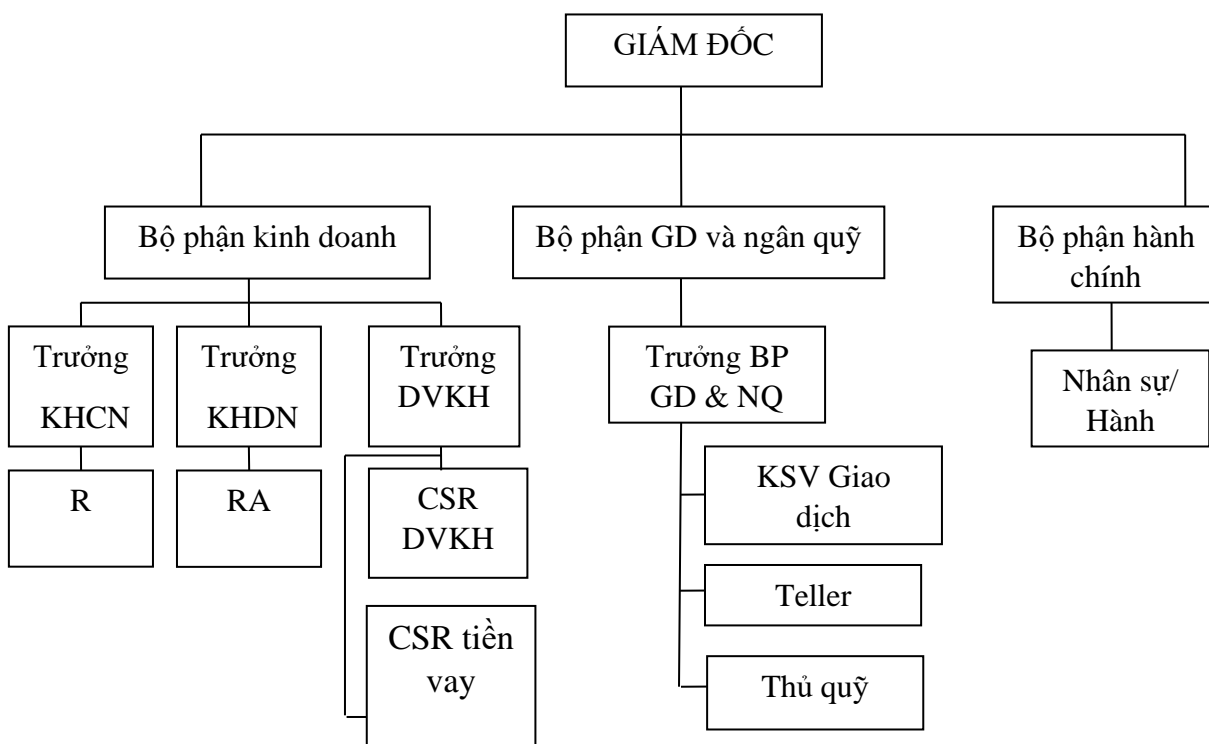 GIÁM ĐỐC
Bộ phận kinh doanh
Bộ phận GD và ngân quỹ
Bộ phận hành
chính
Trưởng
KHCN
Trưởng
KHDN
Trưởng
DVKH
Trưởng BP
GD & NQ
Nhân sự/
Hành
R
RA
CSR
DVKH
KSV Giao
dịch
Teller
CSR tiền
vay
Thủ quỹ